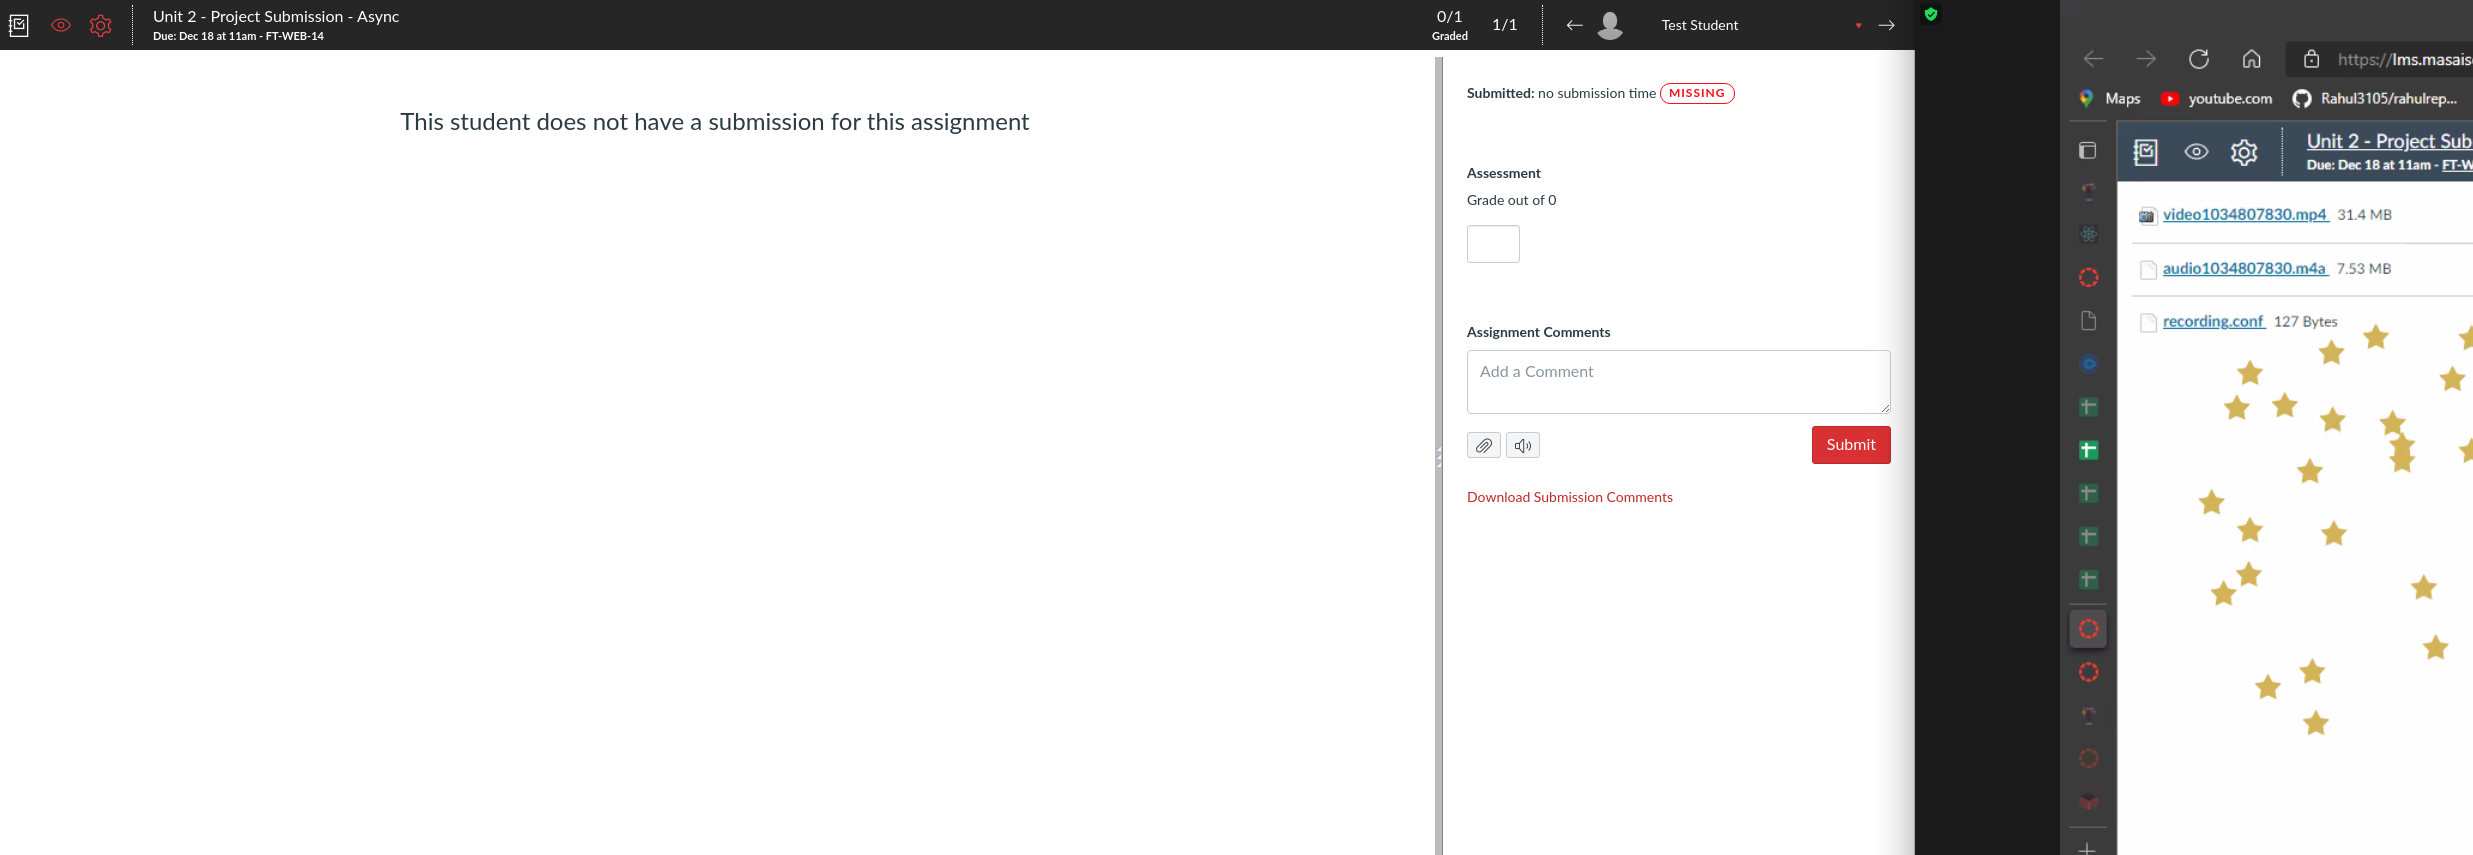 Unit 2 - Project Submission - Async
Due: Dec 18 at 11am - FT-WEB-14
0/1
Graded
1/1
Test Student
This student does not have a submission for this assignment
Submitted: no submission time MISSING
Assessment
Grade out of 0
Assignment Comments
Add a Comment
Submit
Download Submission Comments
https://lms.masais
Maps youtube.com Rahul3105/rahulrep...
Unit 2 - Project Sub
Due: Dec 18 at 11am - FT-W
video1034807830.mp4 31.4 MB
audio1034807830.m4a 7.53 MB
recording.conf 127 Bytes